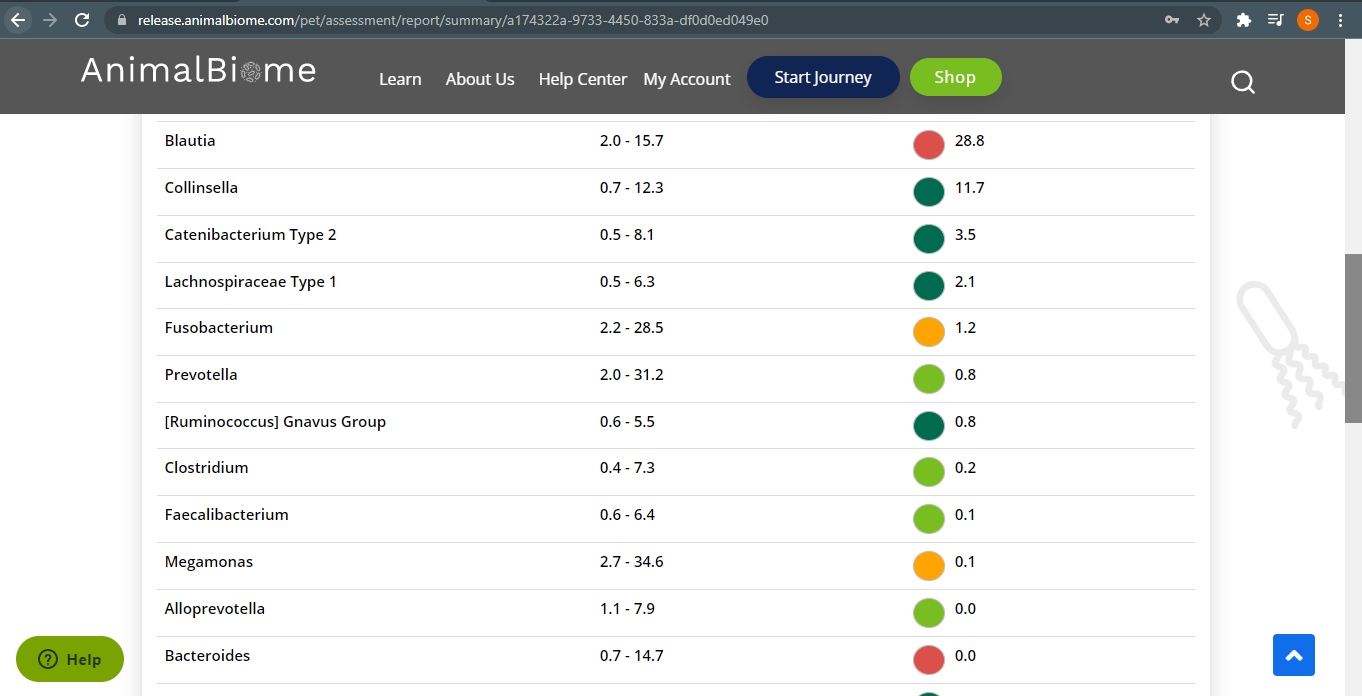 release.animalbiome.com/pet/assessment/report/summary/a174322a-9733-4450-833a-df0d0ed049e0
S
AnimalBiome
Learn About Us Help Center My Account Start Journey Shop
Blautia 2.0 - 15.7 28.8
Collinsella 0.7 - 12.3 11.7
Catenibacterium Type 2 0.5 - 8.1 3.5
Lachnospiraceae Type 1 0.5 - 6.3 2.1
Fusobacterium 2.2 - 28.5 1.2
Prevotella 2.0 - 31.2 0.8
[Ruminococcus] Gnavus Group 0.6 - 5.5 0.8
Clostridium 0.4 - 7.3 0.2
Faecalibacterium 0.6 - 6.4 0.1
Megamonas 2.7 - 34.6 0.1
Alloprevotella 1.1 - 7.9 0.0
Bacteroides 0.7 - 14.7 0.0
? Help